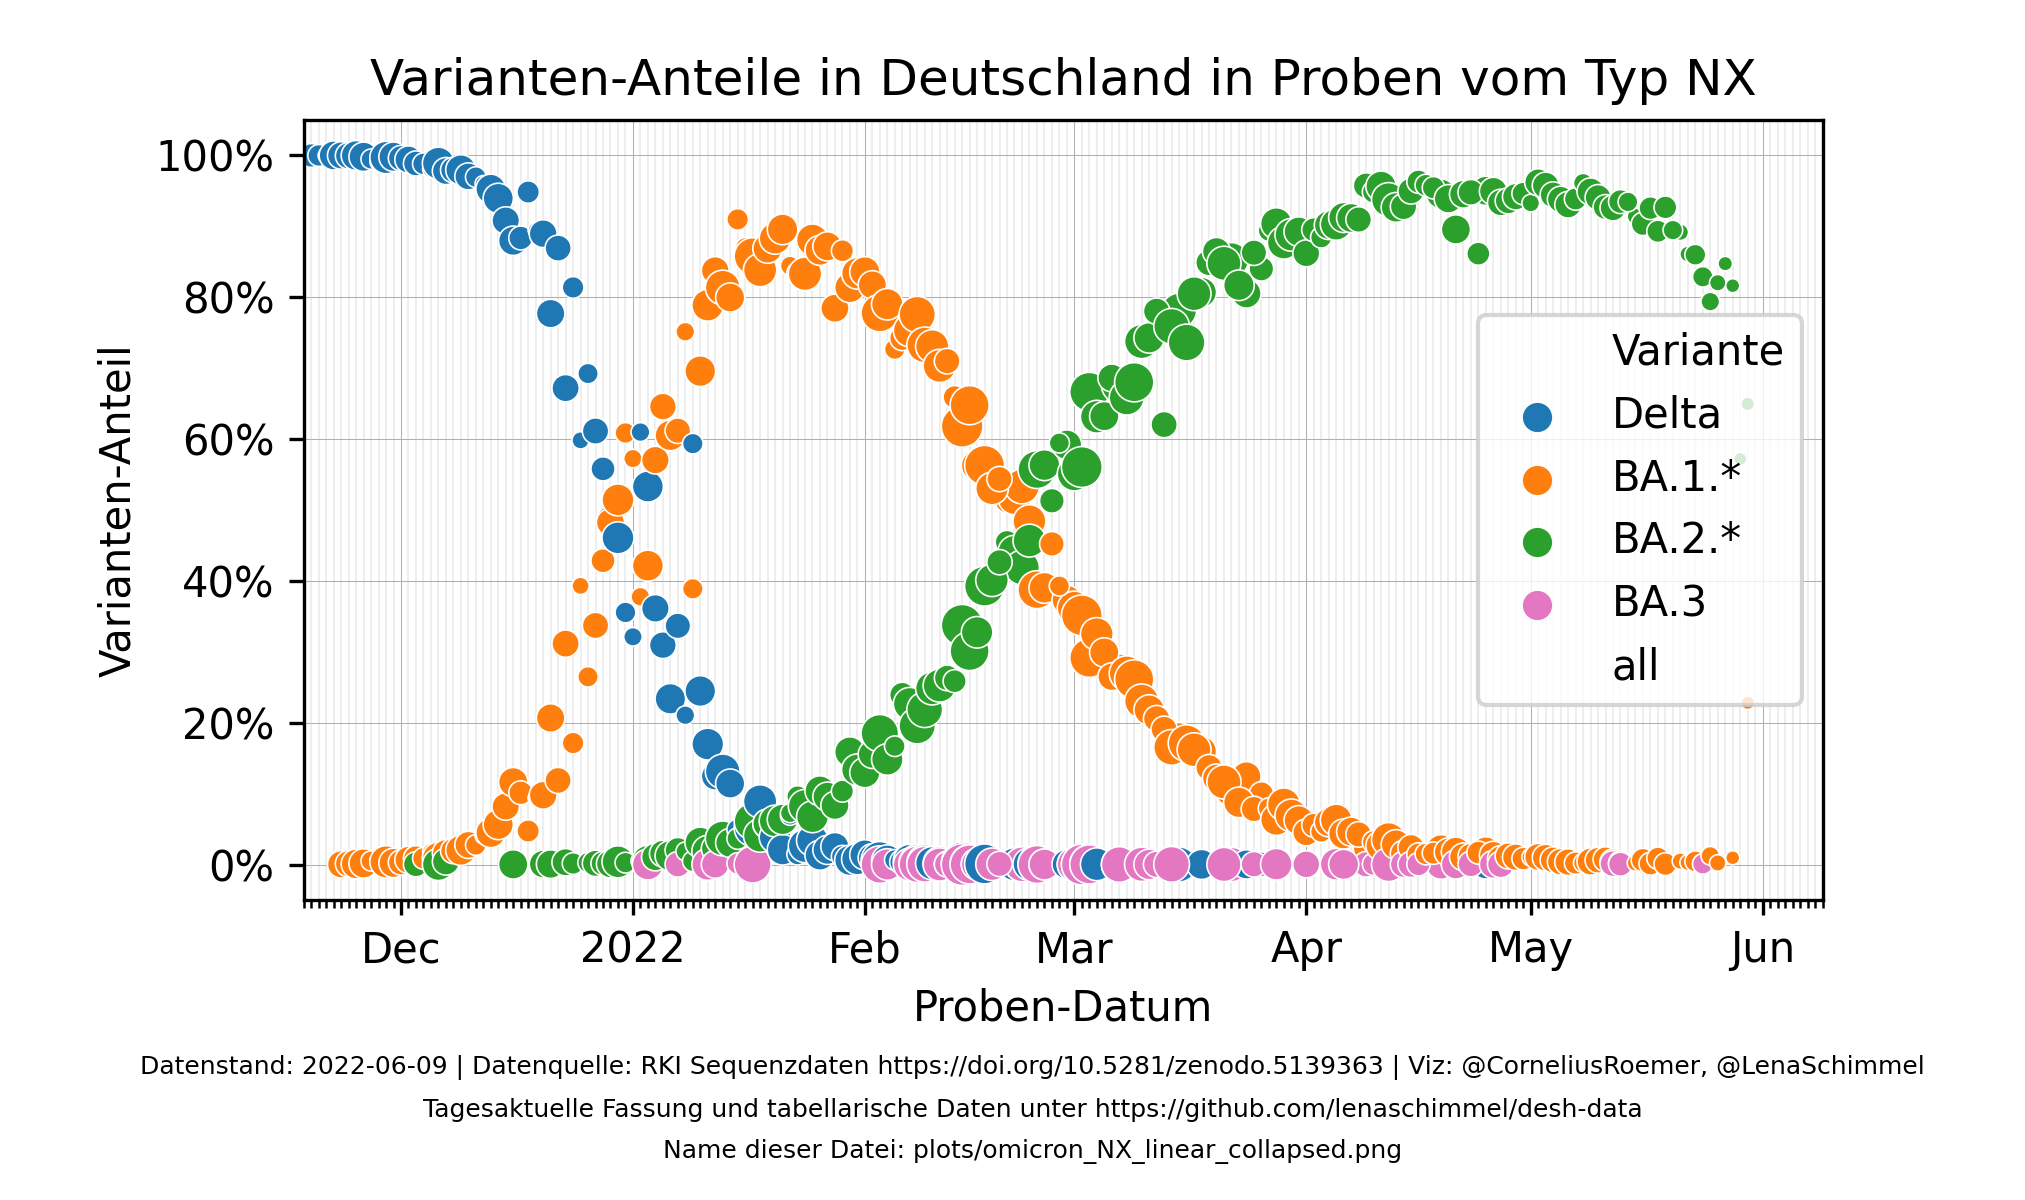 Varianten-Anteile in Deutschland in Proben vom Typ NX
Varianten-Anteil
100%
80%
60%
40%
20%
0%
Variante
Delta
BA.1.*
BA.2.*
BA.3
all
Dec
2022
Feb
Mar
Apr
May
Jun
Proben-Datum
Datenstand: 2022-06-09 | Datenquelle: RKI Sequenzdaten https://doi.org/10.5281/zenodo.5139363 | Viz: @CorneliusRoemer, @LenaSchimmel
Tagesaktuelle Fassung und tabellarische Daten unter https://github.com/lenaschimmel/desh-data
Name dieser Datei: plots/omicron_NX_linear_collapsed.png